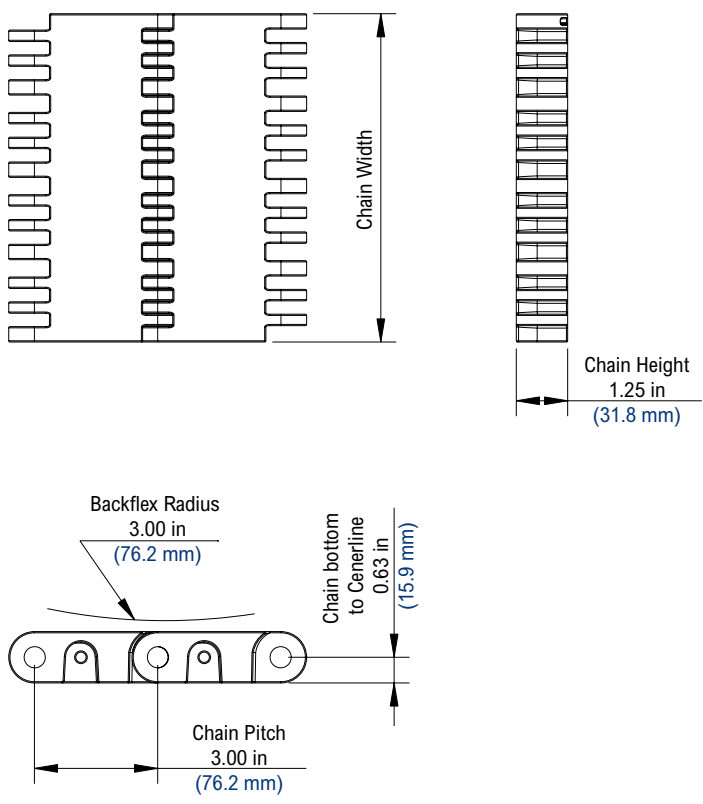 Chain Width
Chain Height
1.25 in
(31.8 mm)
Backflex Radius
3.00 in
(76.2 mm)
Chain bottom
to Cenerline
0.63 in
(15.9 mm)
Chain Pitch
3.00 in
(76.2 mm)